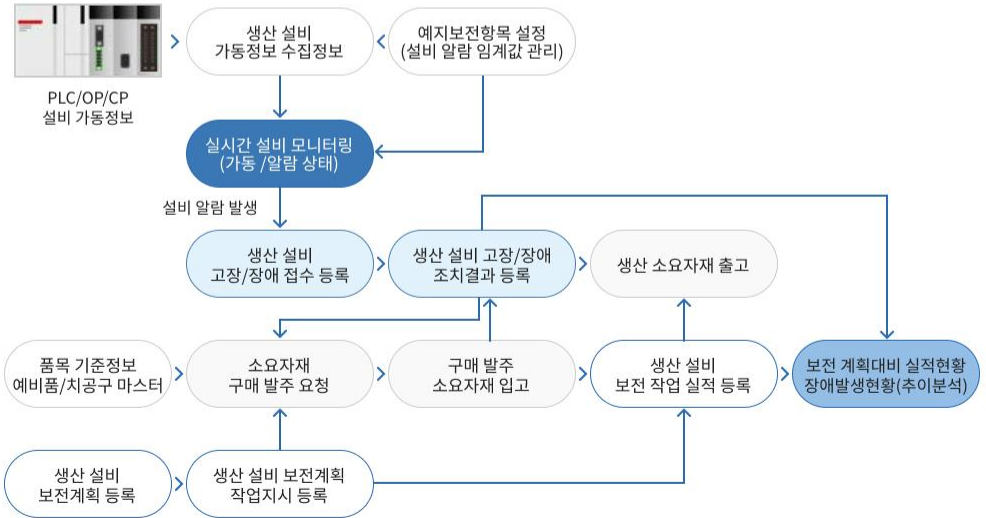 생산 설비
가동정보 수집정보
예지보전항목 설정
(설비 알람 임계값 관리)
PLC/OP/CP
설비 가동정보
실시간 설비 모니터링
(가동 /알람 상태)
설비 알람 발생
생산 설비
고장/장애 접수 등록
생산 설비 고장/장애
조치결과 등록
생산 소요자재 출고
품목 기준정보
예비품/치공구 마스터
소요자재
구매 발주 요청
구매 발주
소요자재 입고
생산 설비
보전 작업 실적 등록
보전 계획대비 실적현황
장애발생현황(추이분석)
생산 설비
보전계획 등록
생산 설비 보전계획
작업지시 등록